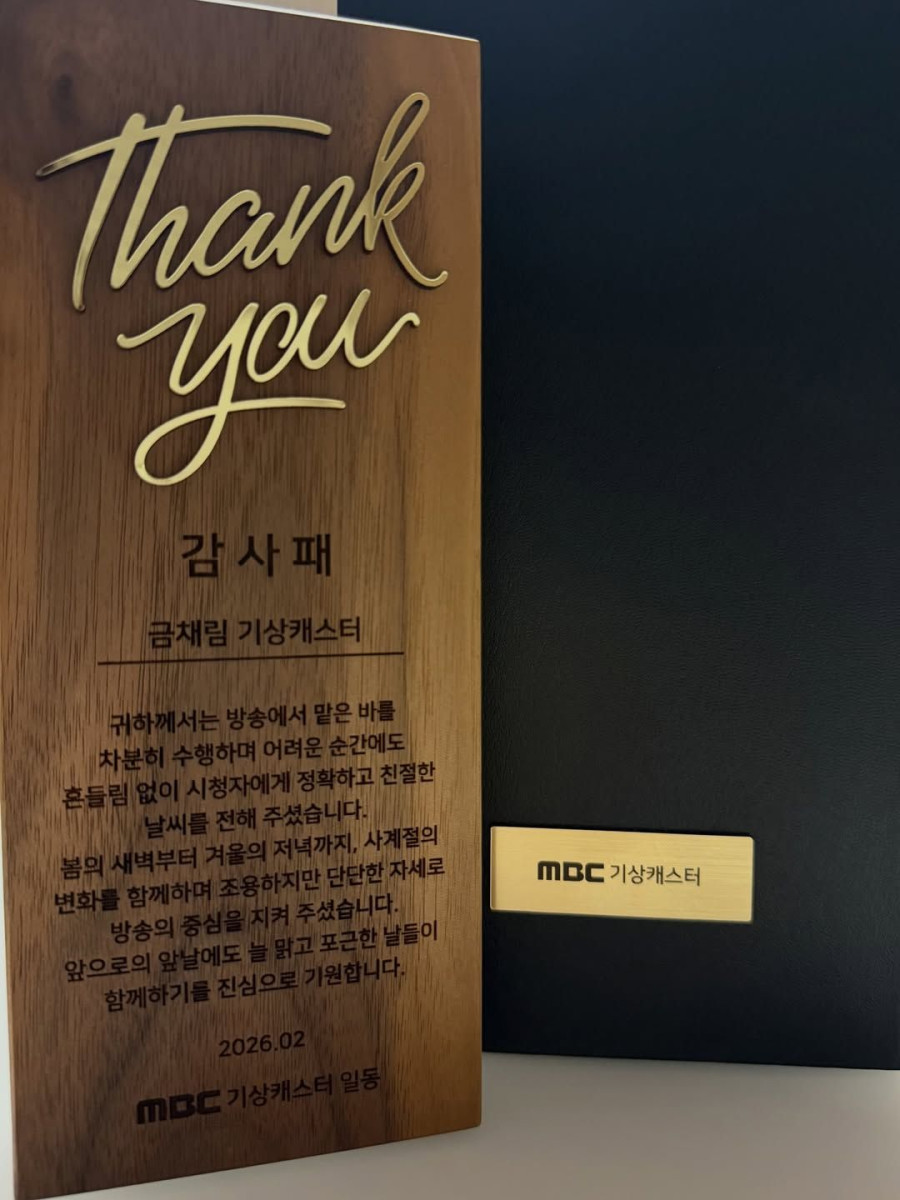 Thank
you
감사패
금채림 기상캐스터
귀하께서는 방송에서 맡은 바를
차분히 수행하며 어려운 순간에도
흔들림 없이 시청자에게 정확하고 친절한
날씨를 전해 주셨습니다.
봄의 새벽부터 겨울의 저녁까지, 사계절의
변화를 함께하며 조용하지만 단단한 자세로
방송의 중심을 지켜 주셨습니다.
앞으로의 앞날에도 늘 맑고 포근한 날들이
함께하기를 진심으로 기원합니다.
2026.02
MBC 기상캐스터 일동
MBC 기상캐스터